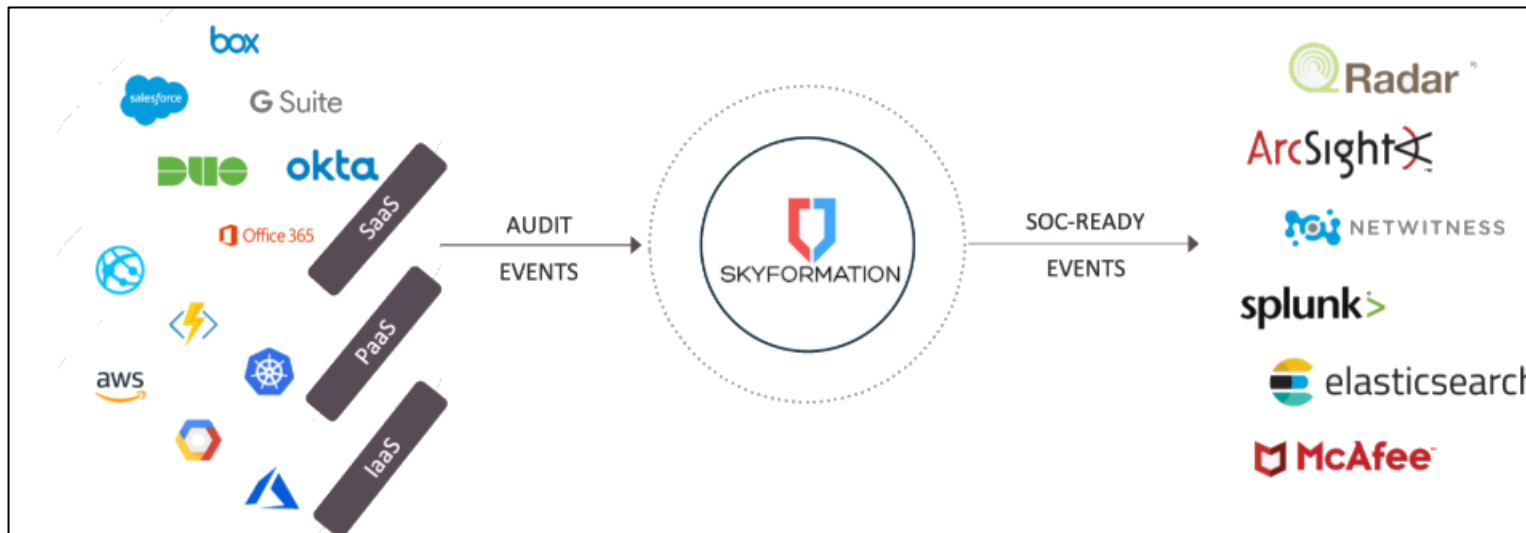 box
salesforce
G Suite
DUO
okta
Office 365
SaaS
PaaS
aws
IaaS
AUDIT
EVENTS
SKYFORMATION
SOC-READY
EVENTS
QRadar
ArcSight
NETWITNESS
splunk>
elasticsearch
McAfee